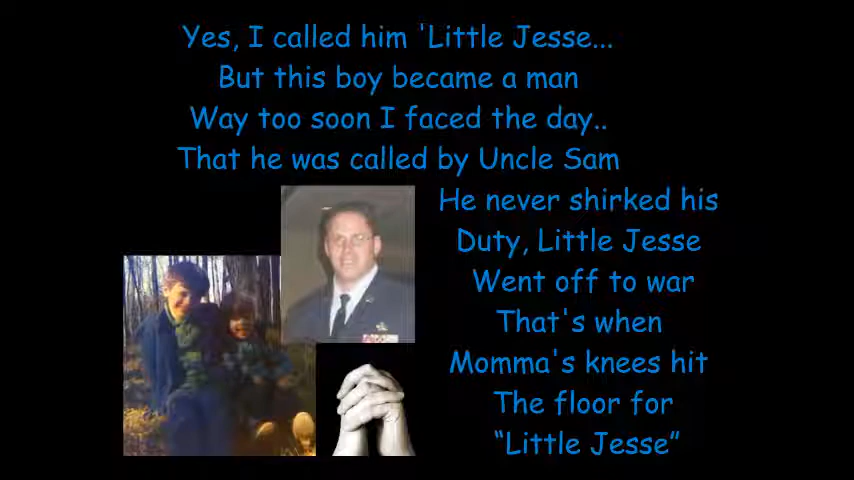 Yes, I called him 'Little Jesse...
But this boy became a man
Way too soon I faced the day..
That he was called by Uncle Sam
He never shirked his
Duty, Little Jesse
Went off to war
That's when
Momma's knees hit
The floor for
“Little Jesse”